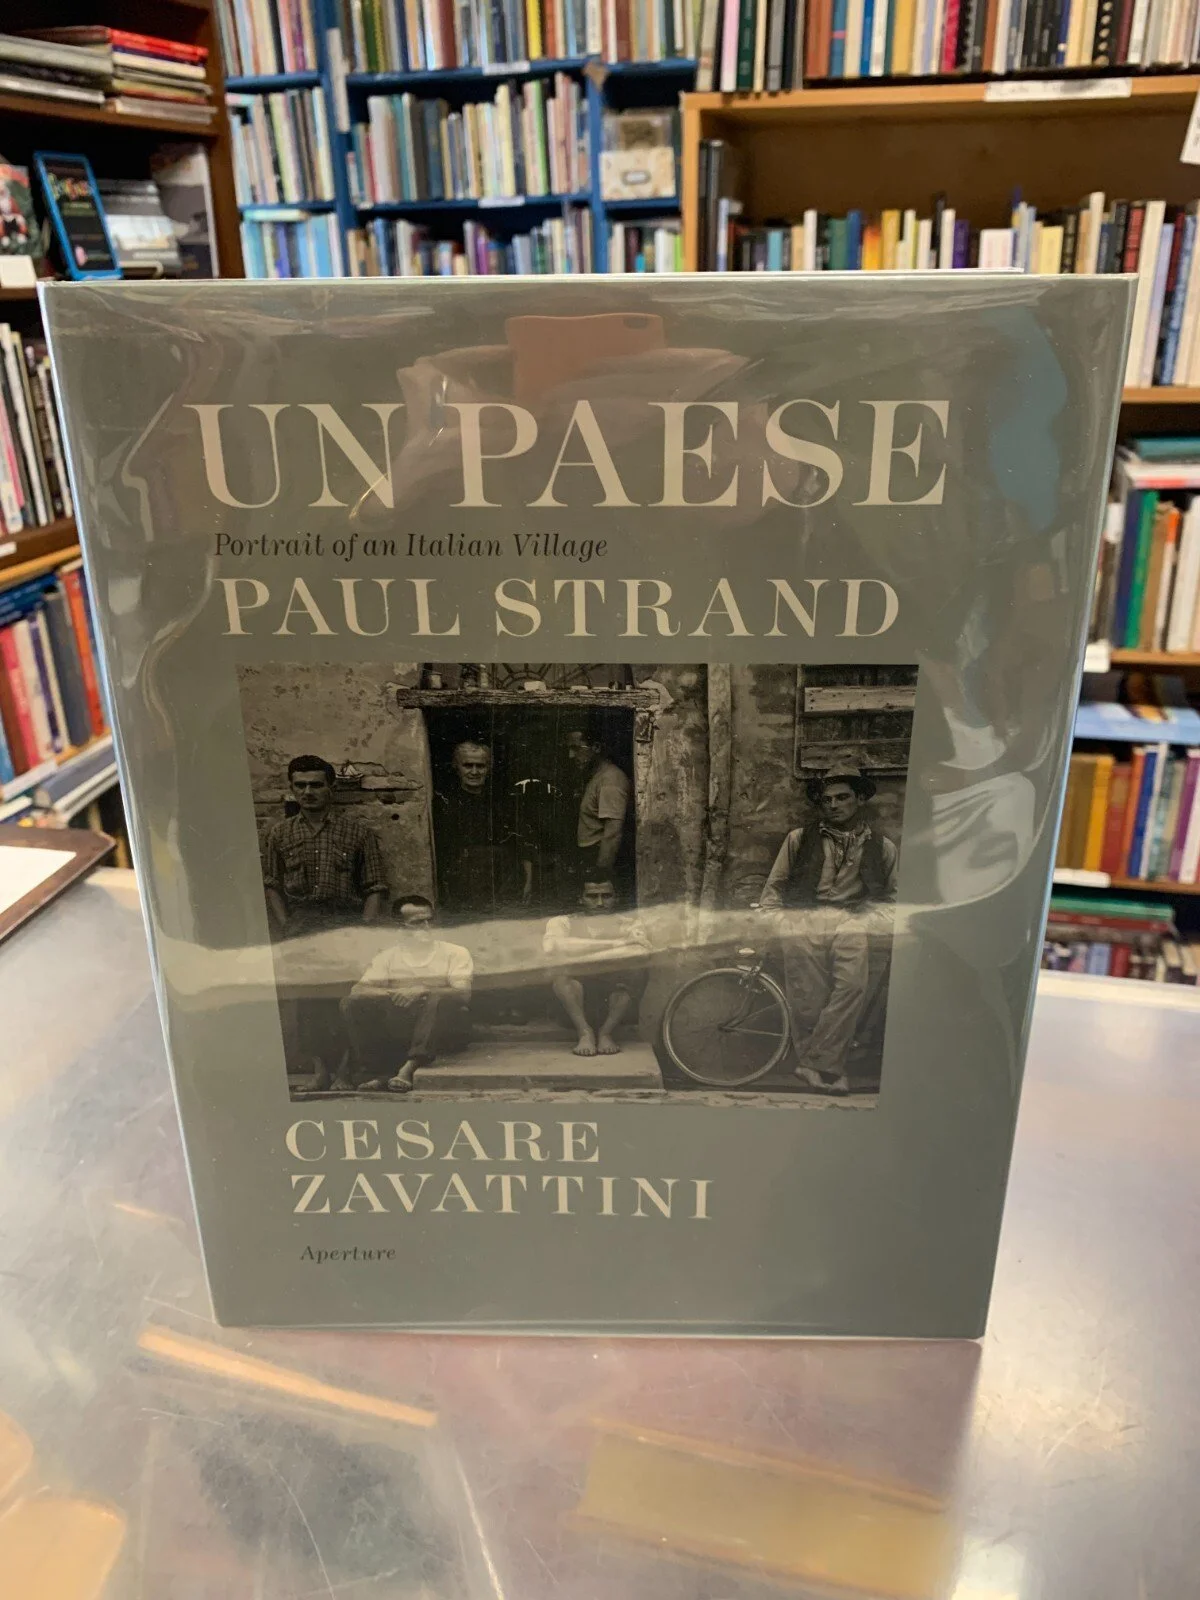 UN PAESE
Portrait of an Italian Village
PAUL STRAND
CESARE
ZAVATTINI
Aperture